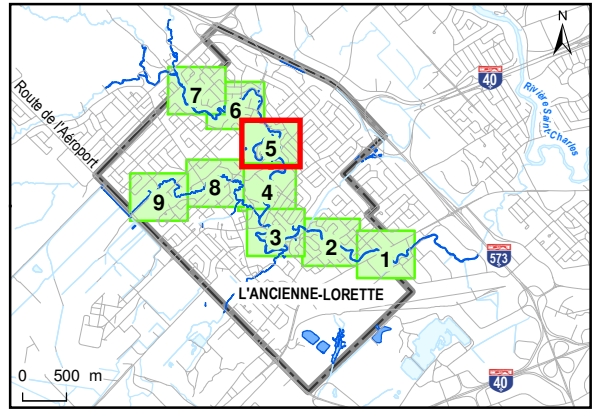 N
40
Rivière Saint-Charles
Route de l'Aéroport
7
6
5
8
4
9
3
2
1
573
L'ANCIENNE-LORETTE
0 500 m
40